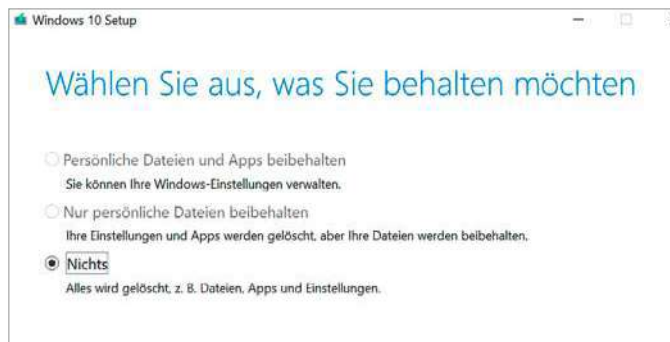 Windows 10 Setup
Wählen Sie aus, was Sie behalten möchten
Persönliche Dateien und Apps beibehalten
Sie können Ihre Windows-Einstellungen verwalten.
Nur persönliche Dateien beibehalten
Ihre Einstellungen und Apps werden gelöscht, aber Ihre Dateien werden beibehalten.
Nichts
Alles wird gelöscht, z. B. Dateien, Apps und Einstellungen.